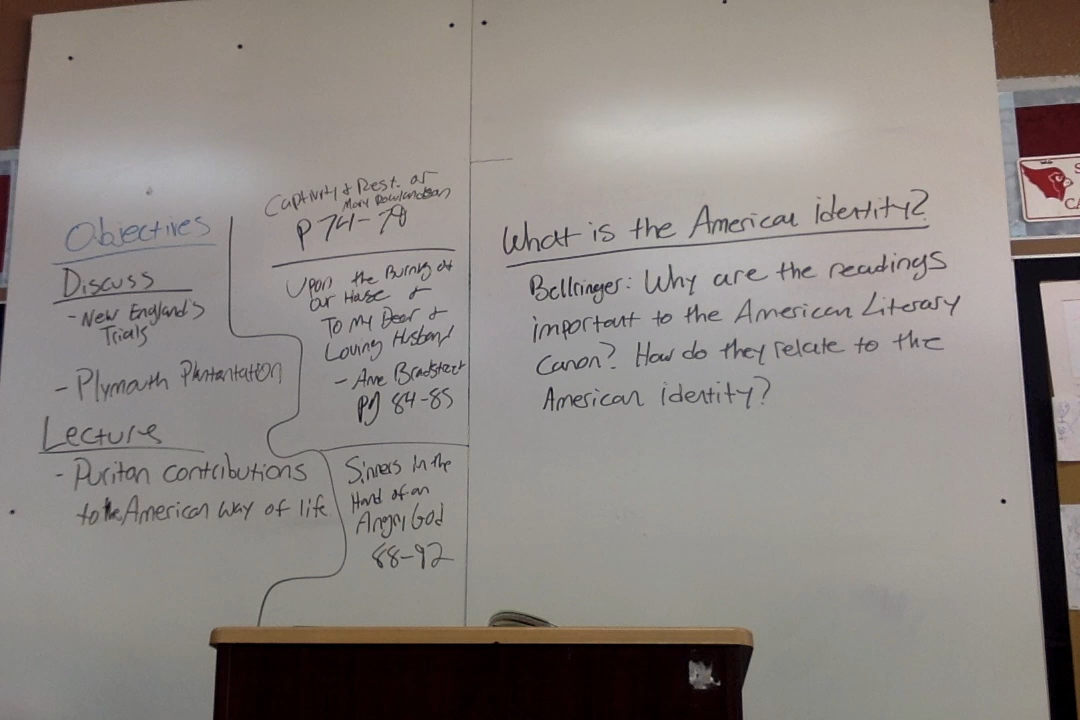 Objectives
Discuss
- New England's
Trials
- Plymouth Plantantation
Lecture
- Puritan contributions
to the American way of life
Captivity & Rest. of
Mary Rowlandson
P 74-78
Upon the Burning of
Our House &
To My Dear &
Loving Husband
- Anne Bradstreet
pg 84-85
Sinners in the
Hand of an
Angry God
88-92
What is the American identity?
Bellringer: Why are the readings
important to the American Literary
Canon? How do they relate to the
American identity?